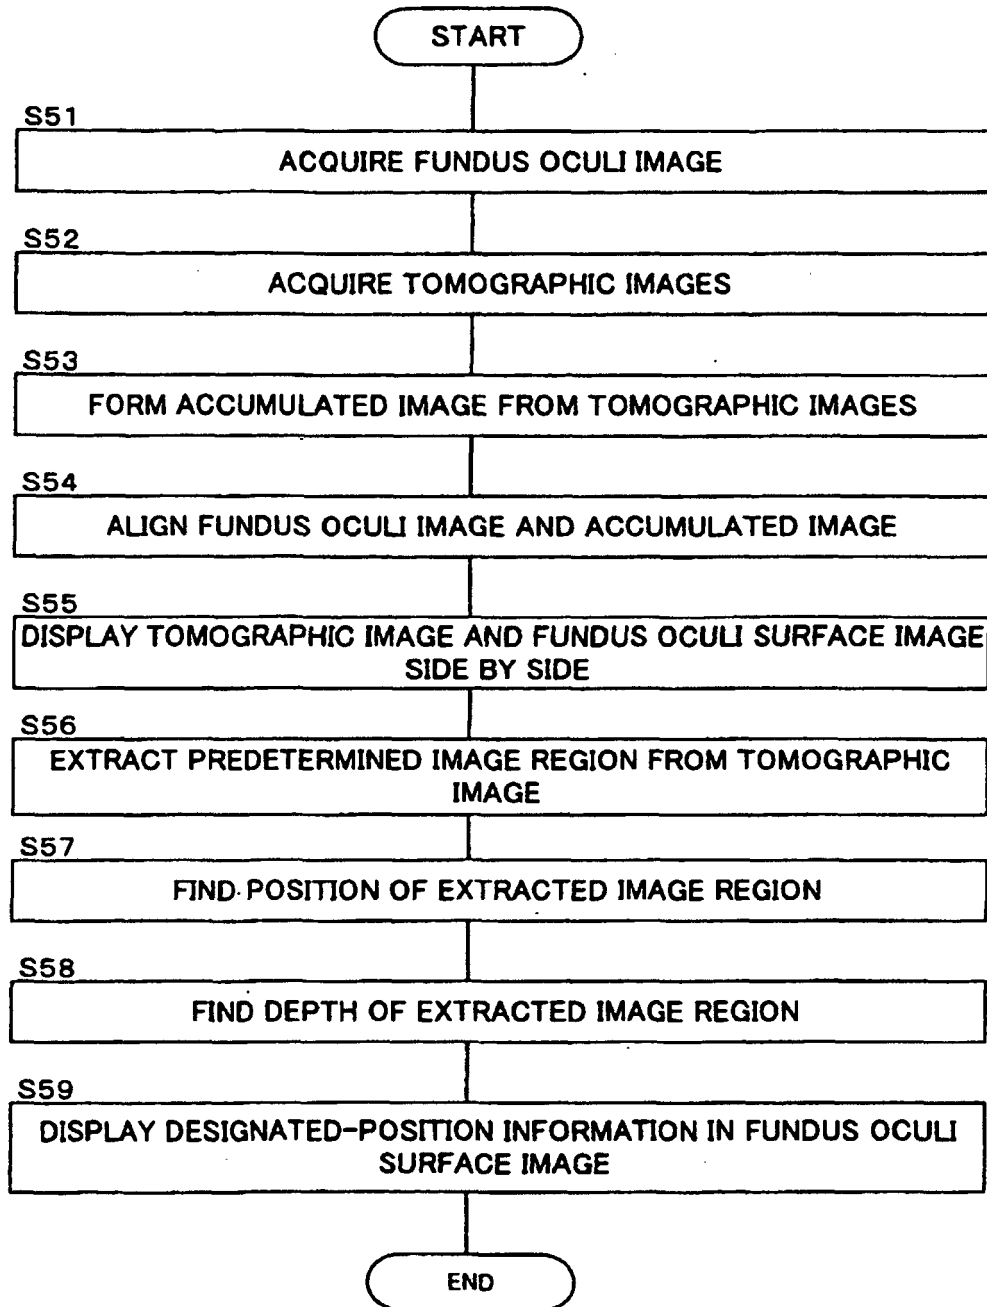 START
S51
ACQUIRE FUNDUS OCULI IMAGE
S52
ACQUIRE TOMOGRAPHIC IMAGES
S53
FORM ACCUMULATED IMAGE FROM TOMOGRAPHIC IMAGES
S54
ALIGN FUNDUS OCULI IMAGE AND ACCUMULATED IMAGE
S55
DISPLAY TOMOGRAPHIC IMAGE AND FUNDUS OCULI SURFACE IMAGE
SIDE BY SIDE
S56
EXTRACT PREDETERMINED IMAGE REGION FROM TOMOGRAPHIC
IMAGE
S57
FIND POSITION OF EXTRACTED IMAGE REGION
S58
FIND DEPTH OF EXTRACTED IMAGE REGION
S59
DISPLAY DESIGNATED-POSITION INFORMATION IN FUNDUS OCULI
SURFACE IMAGE
END